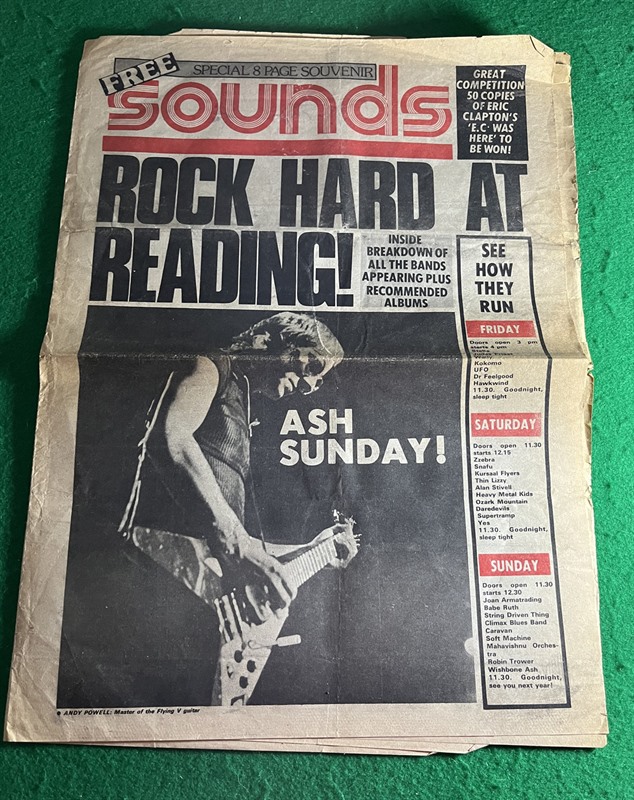 FREE
SPECIAL 8 PAGE SOUVENIR
sounds
GREAT
COMPETITION
50 COPIES
OF ERIC
CLAPTON'S
'E.C. WAS
HERE' TO
BE WON!
ROCK HARD AT
READING!
INSIDE
BREAKDOWN OF
ALL THE BANDS
APPEARING PLUS
RECOMMENDED
ALBUMS
SEE
HOW
THEY
RUN
FRIDAY
Doors open 3 pm
starts 4 pm
Kokomo
UFO
Dr Feelgood
Hawkwind
11.30. Goodnight,
sleep tight
ASH
SUNDAY!
SATURDAY
Doors open 11.30
starts 12.15
Zzebra
Snafu
Kursaal Flyers
Thin Lizzy
Alan Stivell
Heavy Metal Kids
Ozark Mountain
Daredevils
Supertramp
Yes
11.30. Goodnight,
sleep tight
SUNDAY
Doors open 11.30
starts 12.30
Joan Armatrading
Babe Ruth
String Driven Thing
Climax Blues Band
Caravan
Soft Machine
Mahavishnu Orches-
tra
Robin Trower
Wishbone Ash
11.30. Goodnight,
see you next year!
ANDY POWELL: Master of the Flying V guitar